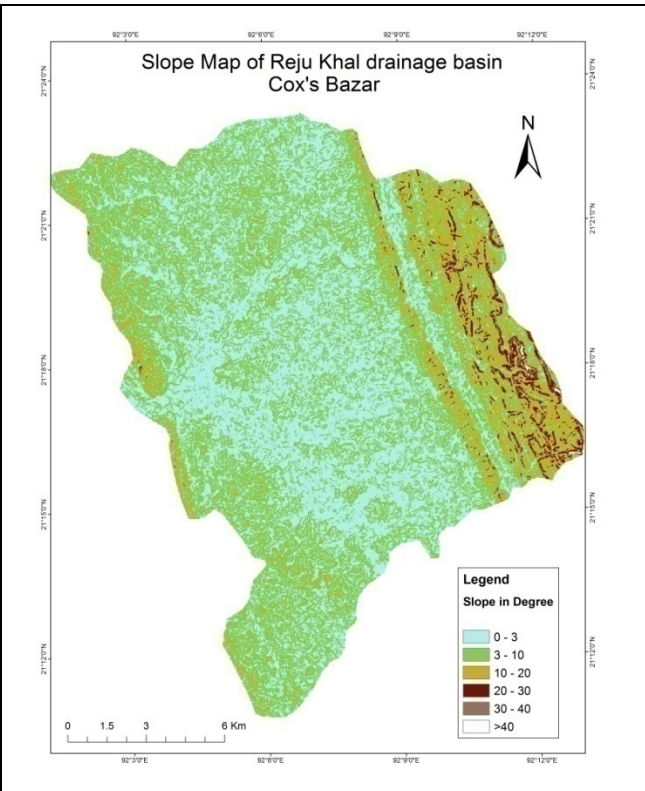 92°3'0"E 92°6'0"E 92°9'0"E 92°12'0"E
Slope Map of Reju Khal drainage basin
Cox's Bazar
21°24'0"N 21°24'0"N
N
21°21'0"N 21°21'0"N
21°18'0"N 21°18'0"N
21°15'0"N 21°15'0"N
Legend
Slope in Degree
0 - 3
3 - 10
10 - 20
20 - 30
30 - 40
>40
21°12'0"N 21°12'0"N
0 1.5 3 6 Km
92°3'0"E 92°6'0"E 92°9'0"E 92°12'0"E